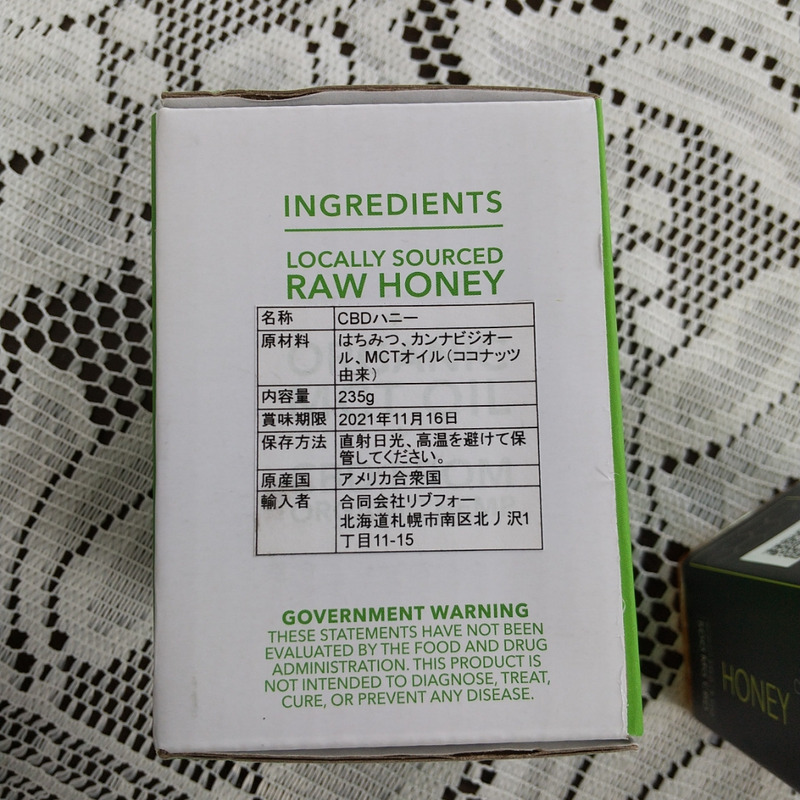 INGREDIENTS
LOCALLY SOURCED
RAW HONEY
名称 CBDハニー
原材料 はちみつ、カンナビジオー
ル、MCTオイル(ココナッツ
由来)
内容量 235g
賞味期限 2021年11月16日
保存方法 直射日光、高温を避けて保
管してください。
原産国 アメリカ合衆国
輸入者 合同会社リブフォー
北海道札幌市南区北ノ沢1
丁目11-15
GOVERNMENT WARNING
THESE STATEMENTS HAVE NOT BEEN
EVALUATED BY THE FOOD AND DRUG
ADMINISTRATION. THIS PRODUCT IS
NOT INTENDED TO DIAGNOSE, TREAT,
CURE, OR PREVENT ANY DISEASE.
HONEY